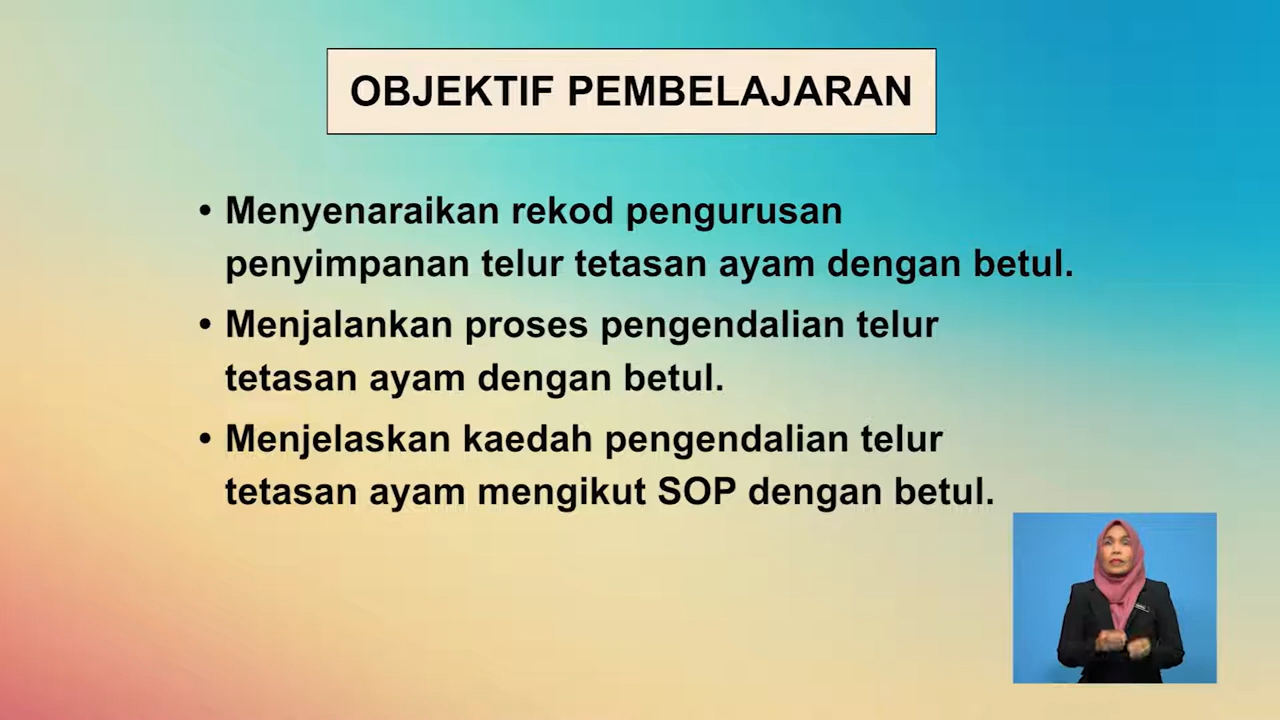 OBJEKTIF PEMBELAJARAN
• Menyenaraikan rekod pengurusan
penyimpanan telur tetasan ayam dengan betul.
• Menjalankan proses pengendalian telur
tetasan ayam dengan betul.
• Menjelaskan kaedah pengendalian telur
tetasan ayam mengikut SOP dengan betul.